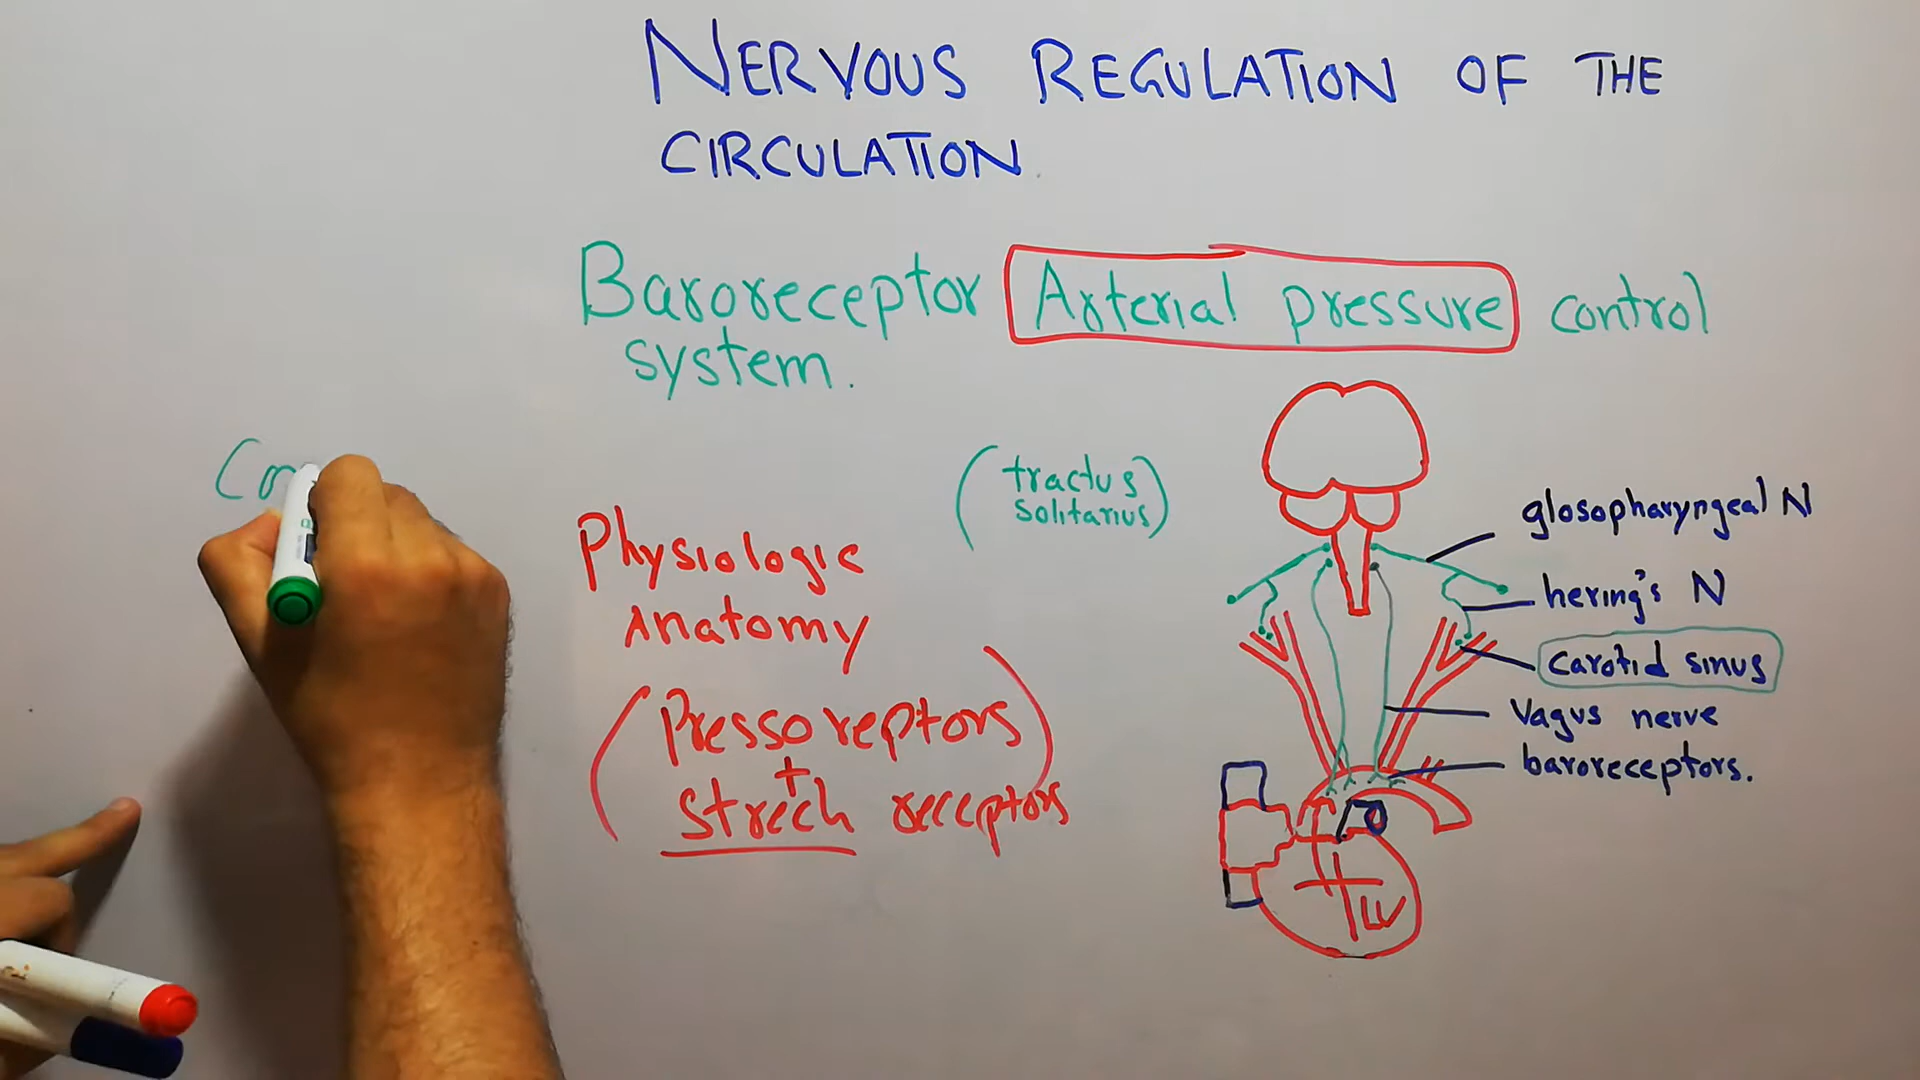 NERVOUS REGULATION OF THE
CIRCULATION.
Baroreceptor Arterial pressure control
system.
(tractus
solitarius)
Physiologic
Anatomy
(Pressoreptors
+
strech receptors)
glosopharyngeal N
hering's N
carotid sinus
Vagus nerve
baroreceptors.
LV